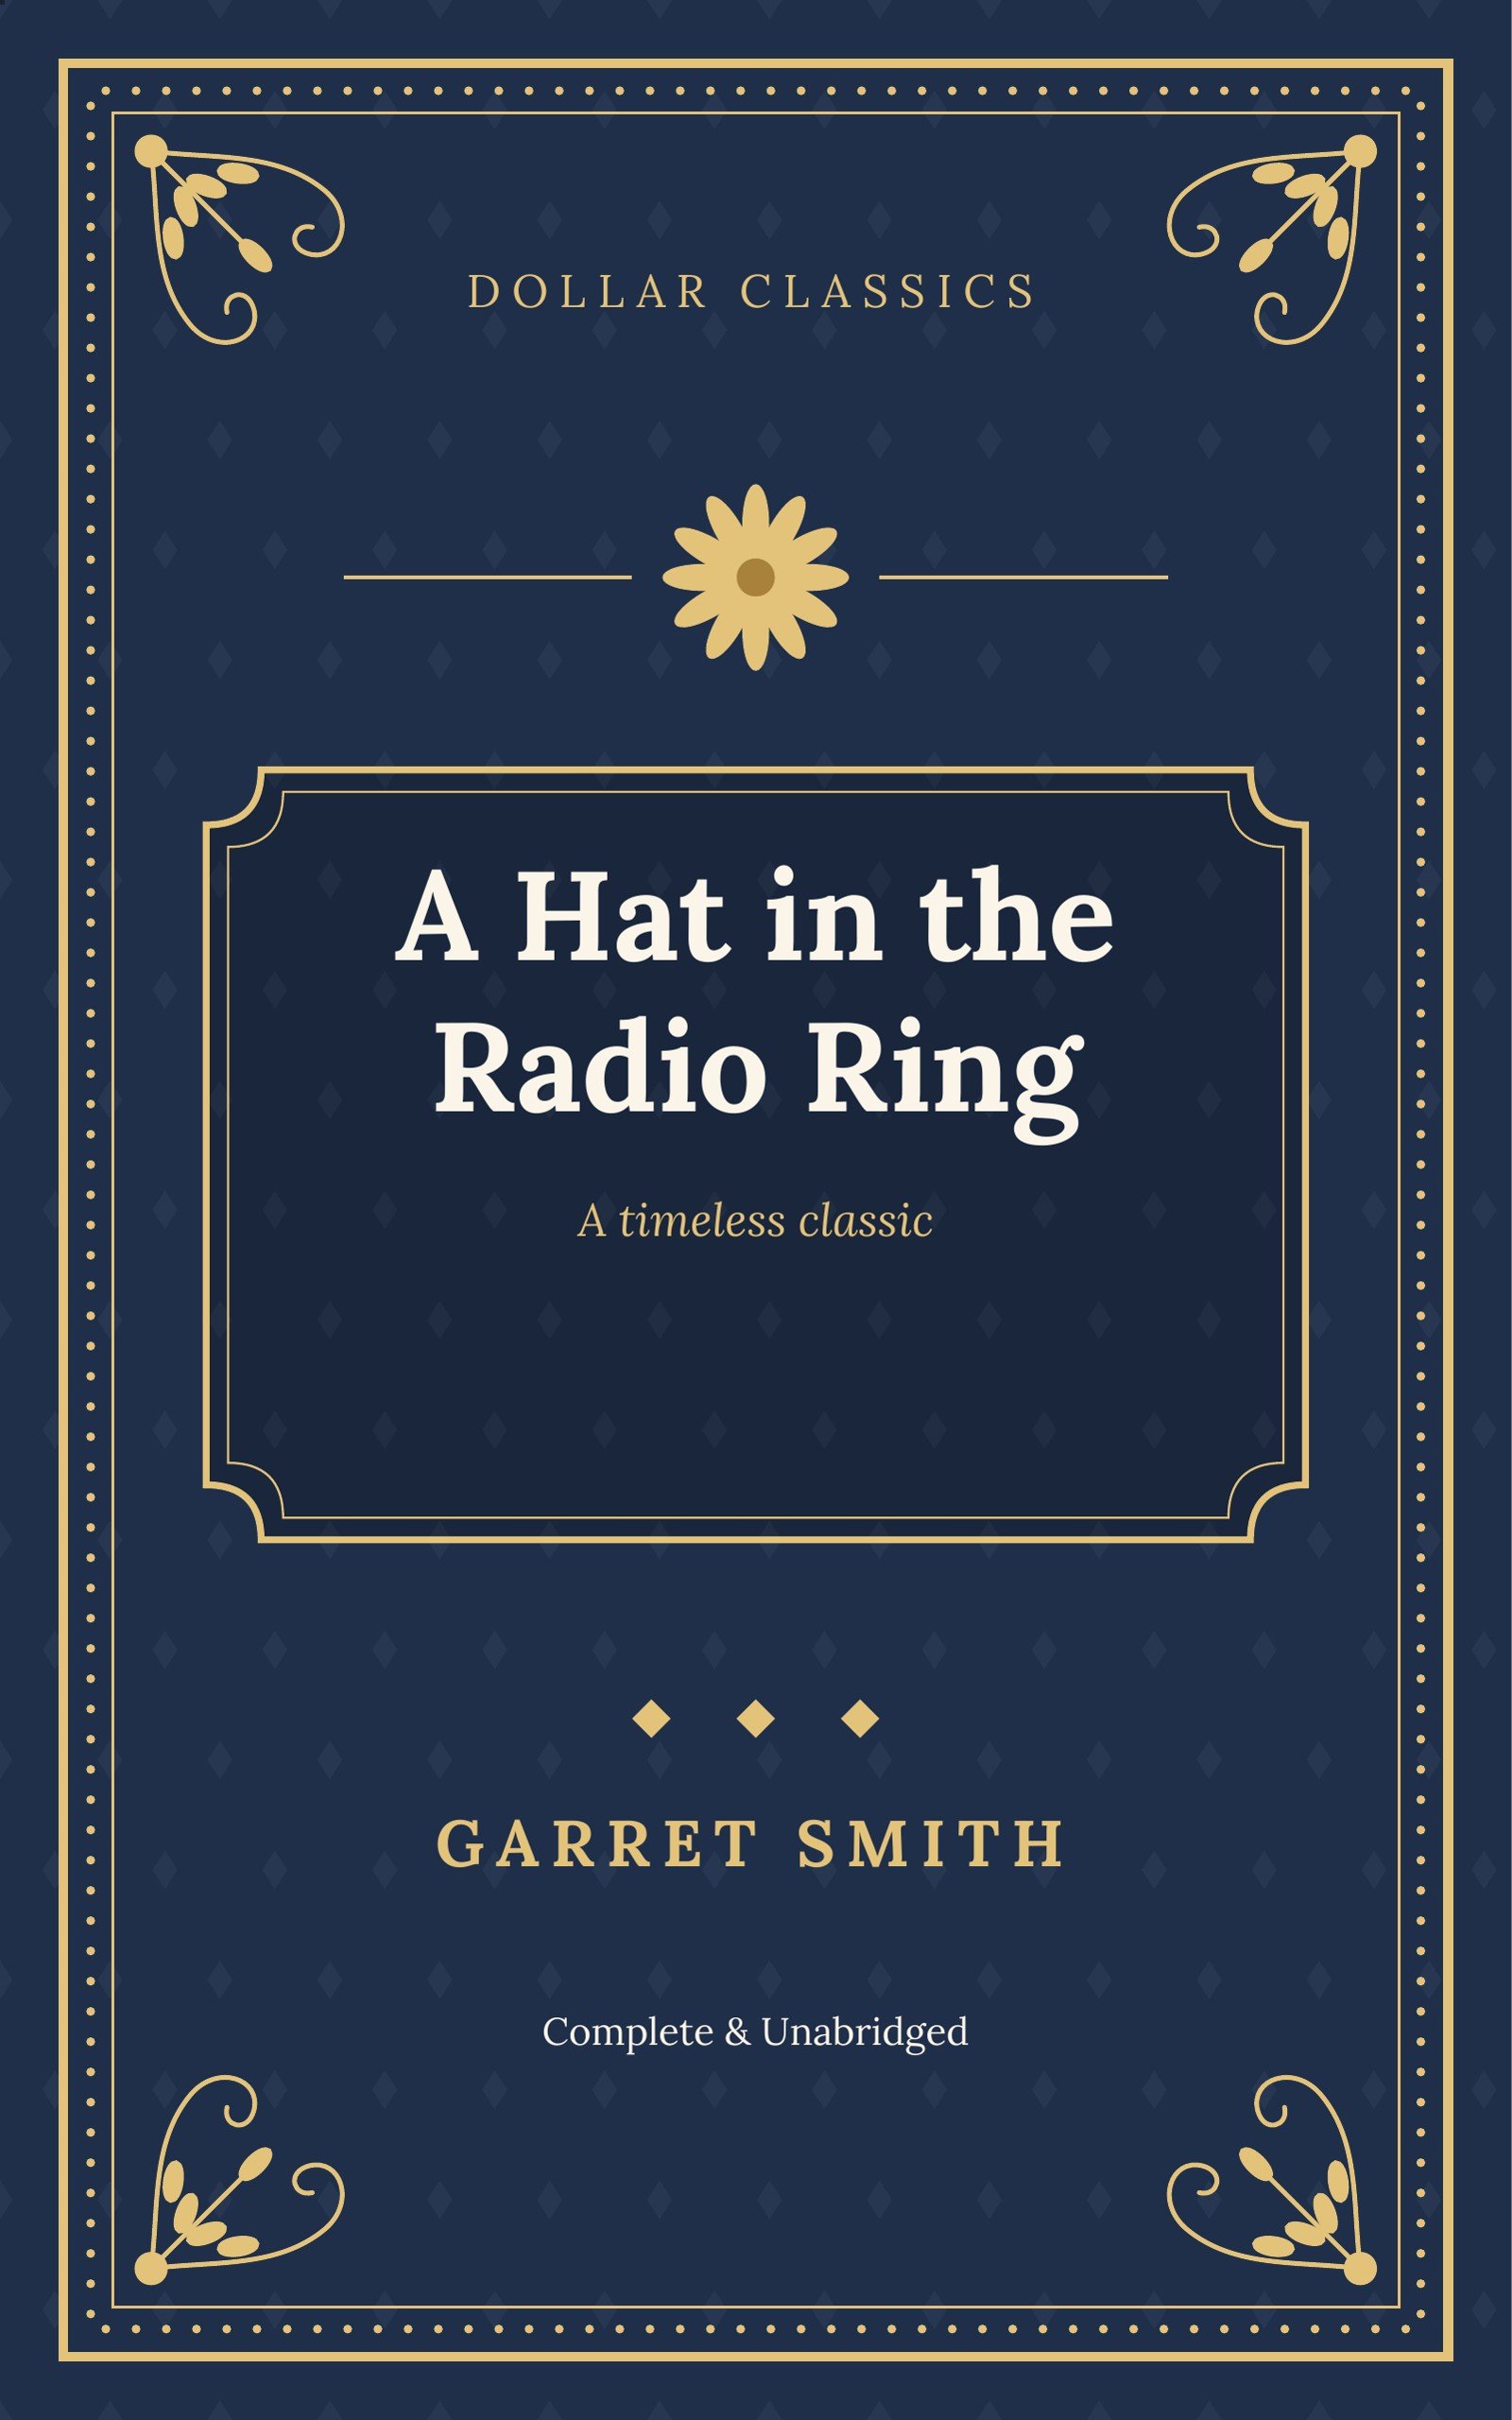 DOLLAR CLASSICS
A Hat in the
Radio Ring
A timeless classic
GARRET SMITH
Complete & Unabridged